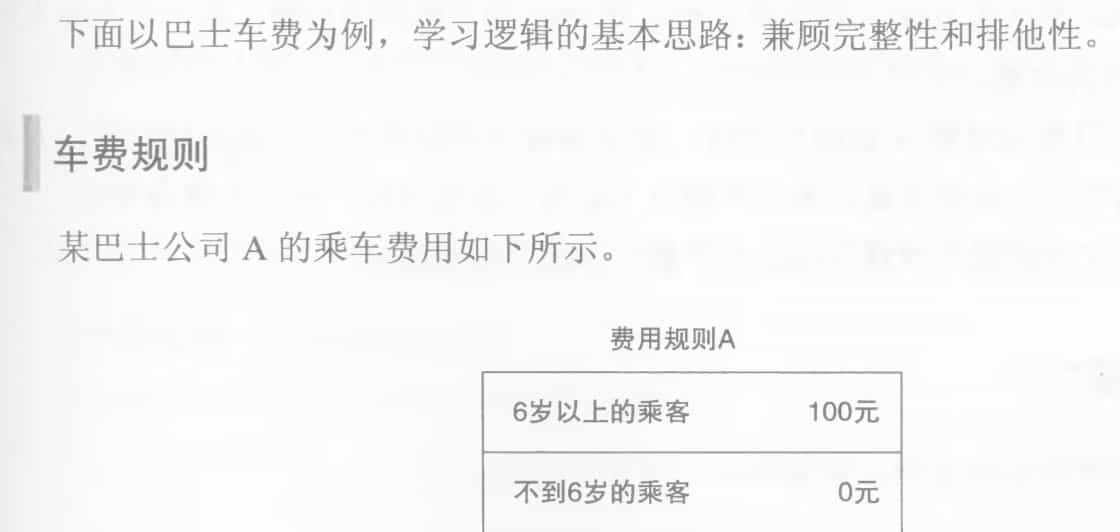 下面以巴士车费为例，学习逻辑的基本思路：兼顾完整性和排他性。
车费规则
某巴士公司 A 的乘车费用如下所示。
费用规则A
6岁以上的乘客 100元
不到6岁的乘客 0元